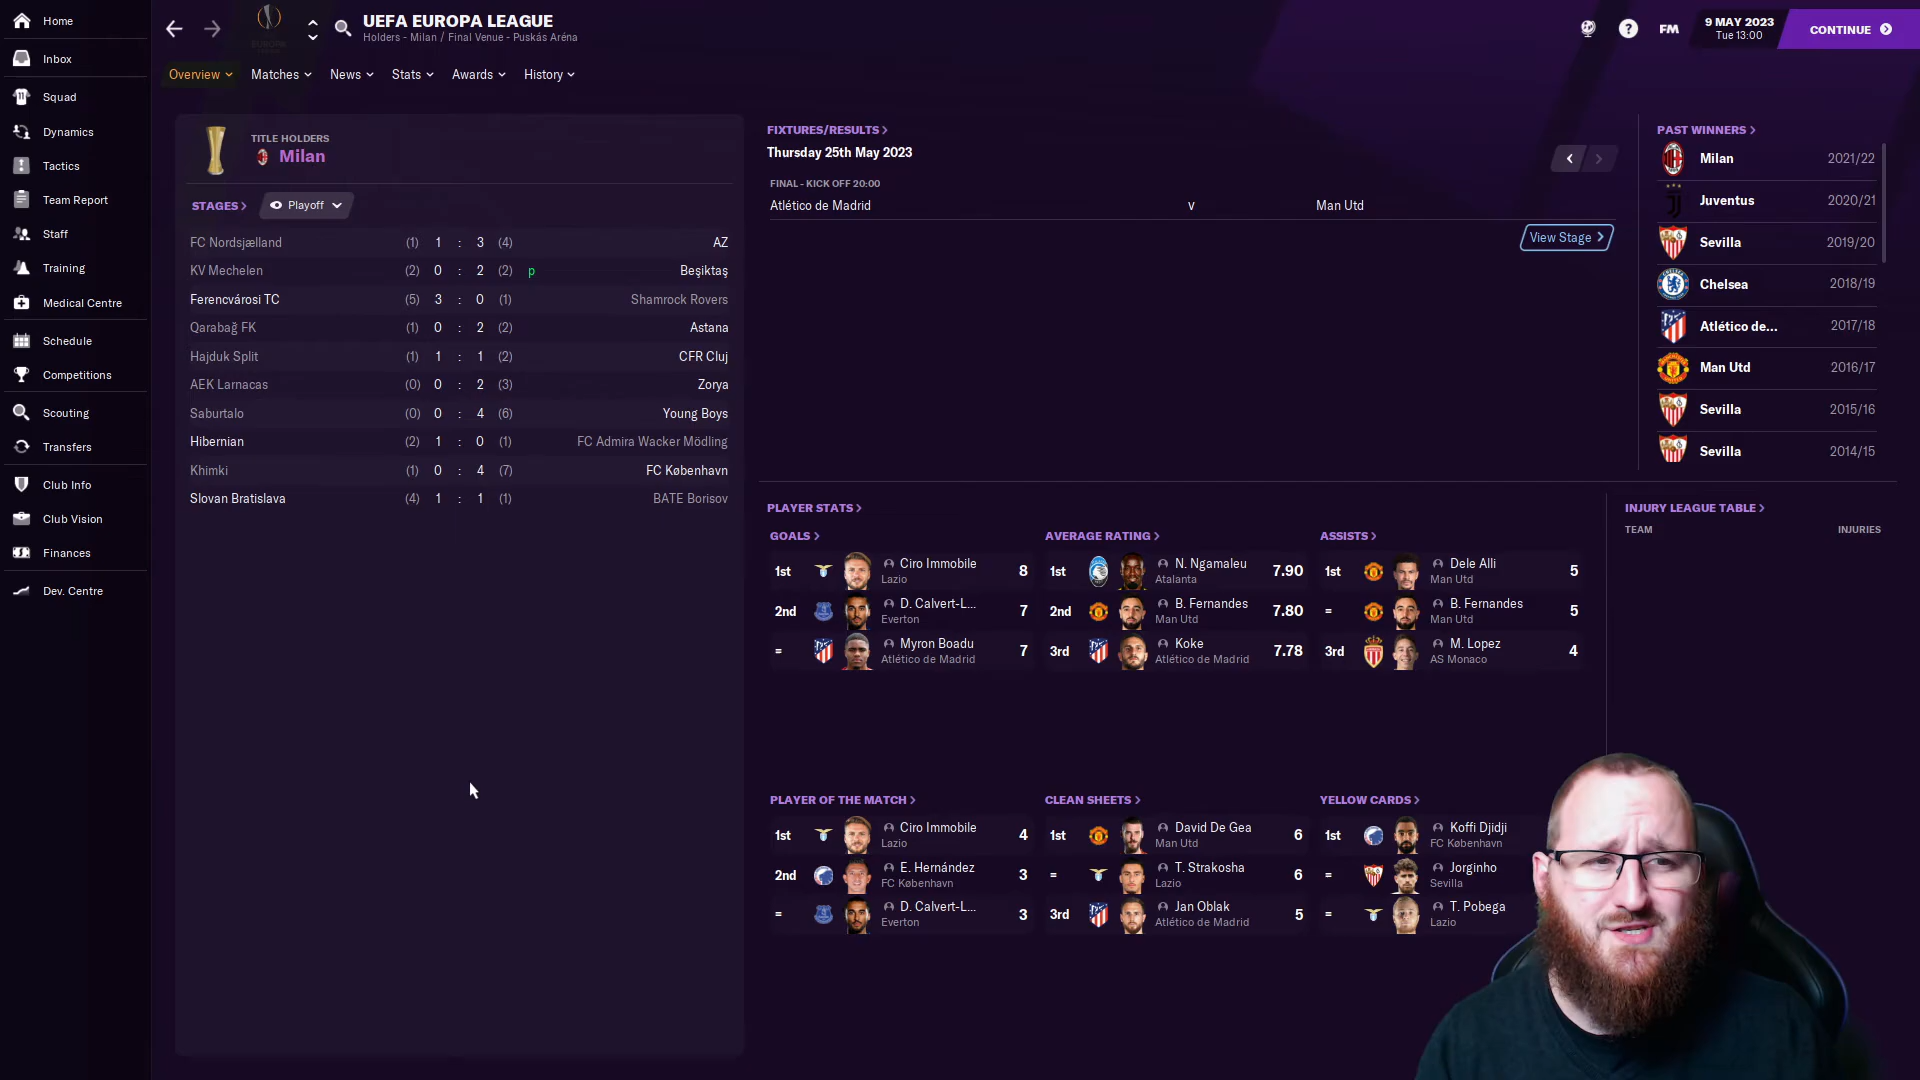 Home
Inbox
Squad
Dynamics
Tactics
Team Report
Staff
Training
Medical Centre
Schedule
Competitions
Scouting
Transfers
Club Info
Club Vision
Finances
Dev. Centre
UEFA EUROPA LEAGUE
Holders - Milan / Final Venue - Puskás Aréna
FM
9 MAY 2023
Tue 13:00
CONTINUE
Overview Matches News Stats Awards History
TITLE HOLDERS
Milan
STAGES Playoff
FC Nordsjælland (1) 1 : 3 (4) AZ
KV Mechelen (2) 0 : 2 (2) p Beşiktaş
Ferencvárosi TC (5) 3 : 0 (1) Shamrock Rovers
Qarabağ FK (1) 0 : 2 (2) Astana
Hajduk Split (1) 1 : 1 (2) CFR Cluj
AEK Larnacas (0) 0 : 2 (3) Zorya
Saburtalo (0) 0 : 4 (6) Young Boys
Hibernian (2) 1 : 0 (1) FC Admira Wacker Mödling
Khimki (1) 0 : 4 (7) FC København
Slovan Bratislava (4) 1 : 1 (1) BATE Borisov
FIXTURES/RESULTS
Thursday 25th May 2023
FINAL - KICK OFF 20:00
Atlético de Madrid v Man Utd
View Stage
PAST WINNERS
Milan 2021/22
Juventus 2020/21
Sevilla 2019/20
Chelsea 2018/19
Atlético de... 2017/18
Man Utd 2016/17
Sevilla 2015/16
Sevilla 2014/15
PLAYER STATS
GOALS
1st Ciro Immobile 8
Lazio
2nd D. Calvert-L... 7
Everton
= Myron Boadu 7
Atlético de Madrid
AVERAGE RATING
1st N. Ngamaleu 7.90
Atalanta
2nd B. Fernandes 7.80
Man Utd
3rd Koke 7.78
Atlético de Madrid
ASSISTS
1st Dele Alli 5
Man Utd
= B. Fernandes 5
Man Utd
3rd M. Lopez 4
AS Monaco
INJURY LEAGUE TABLE
TEAM INJURIES
PLAYER OF THE MATCH
1st Ciro Immobile 4
Lazio
2nd E. Hernández 3
FC København
= D. Calvert-L... 3
Everton
CLEAN SHEETS
1st David De Gea 6
Man Utd
= T. Strakosha 6
Lazio
3rd Jan Oblak 5
Atlético de Madrid
YELLOW CARDS
1st Koffi Djidji
FC København
= Jorginho
Sevilla
= T. Pobega
Lazio